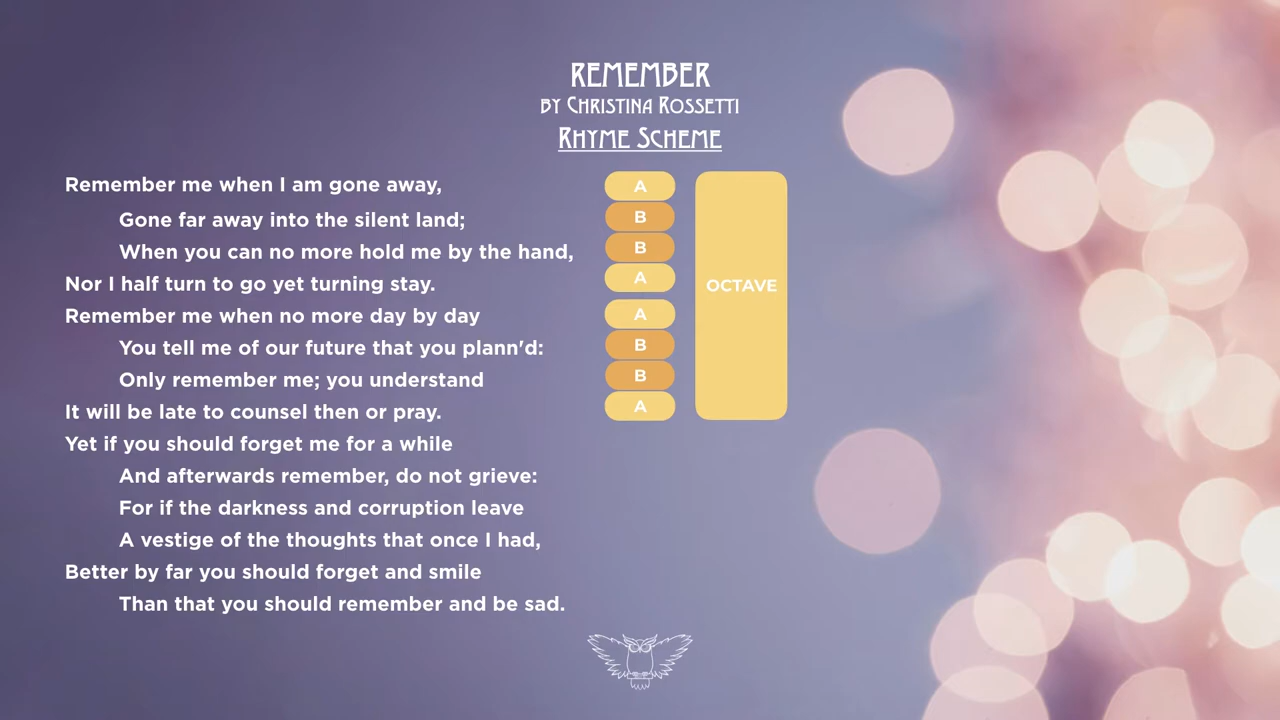 REMEMBER
BY CHRISTINA ROSSETTI
RHYME SCHEME
Remember me when I am gone away,
Gone far away into the silent land;
When you can no more hold me by the hand,
Nor I half turn to go yet turning stay.
Remember me when no more day by day
You tell me of our future that you plann'd:
Only remember me; you understand
It will be late to counsel then or pray.
Yet if you should forget me for a while
And afterwards remember, do not grieve:
For if the darkness and corruption leave
A vestige of the thoughts that once I had,
Better by far you should forget and smile
Than that you should remember and be sad.
A
B
B
A
A
B
B
A
OCTAVE